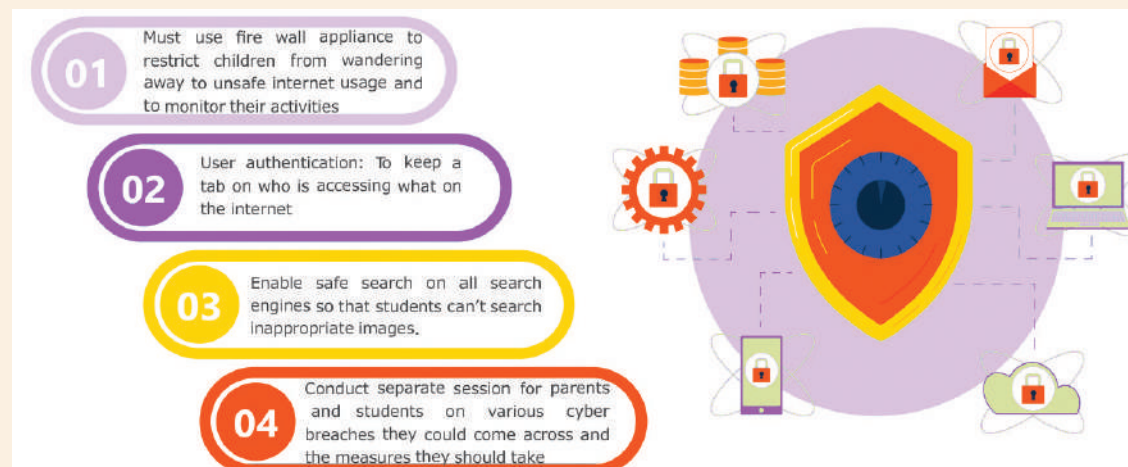 01
Must use fire wall appliance to
restrict children from wandering
away to unsafe internet usage and
to monitor their activities
02
User authentication: To keep a
tab on who is accessing what on
the internet
03
Enable safe search on all search
engines so that students can't search
inappropriate images.
04
Conduct separate session for parents
and students on various cyber
breaches they could come across and
the measures they should take